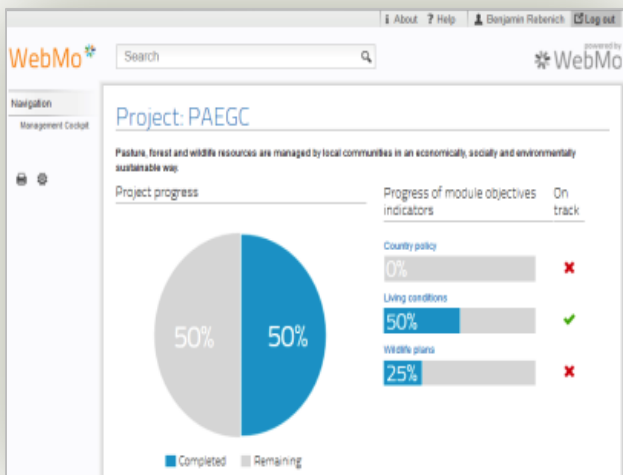 About Help Benjamin Rebenich Log out
WebMo
Search
powered by
WebMo
Navigation
Management Cockpit
Project: PAEGC
Pasture, forest and wildlife resources are managed by local communities in an economically, socially and environmentally
sustainable way.
Project progress
50% 50%
Completed Remaining
Progress of module objectives On
indicators track
Country policy
0%
Living conditions
50%
Wildlife plans
25%